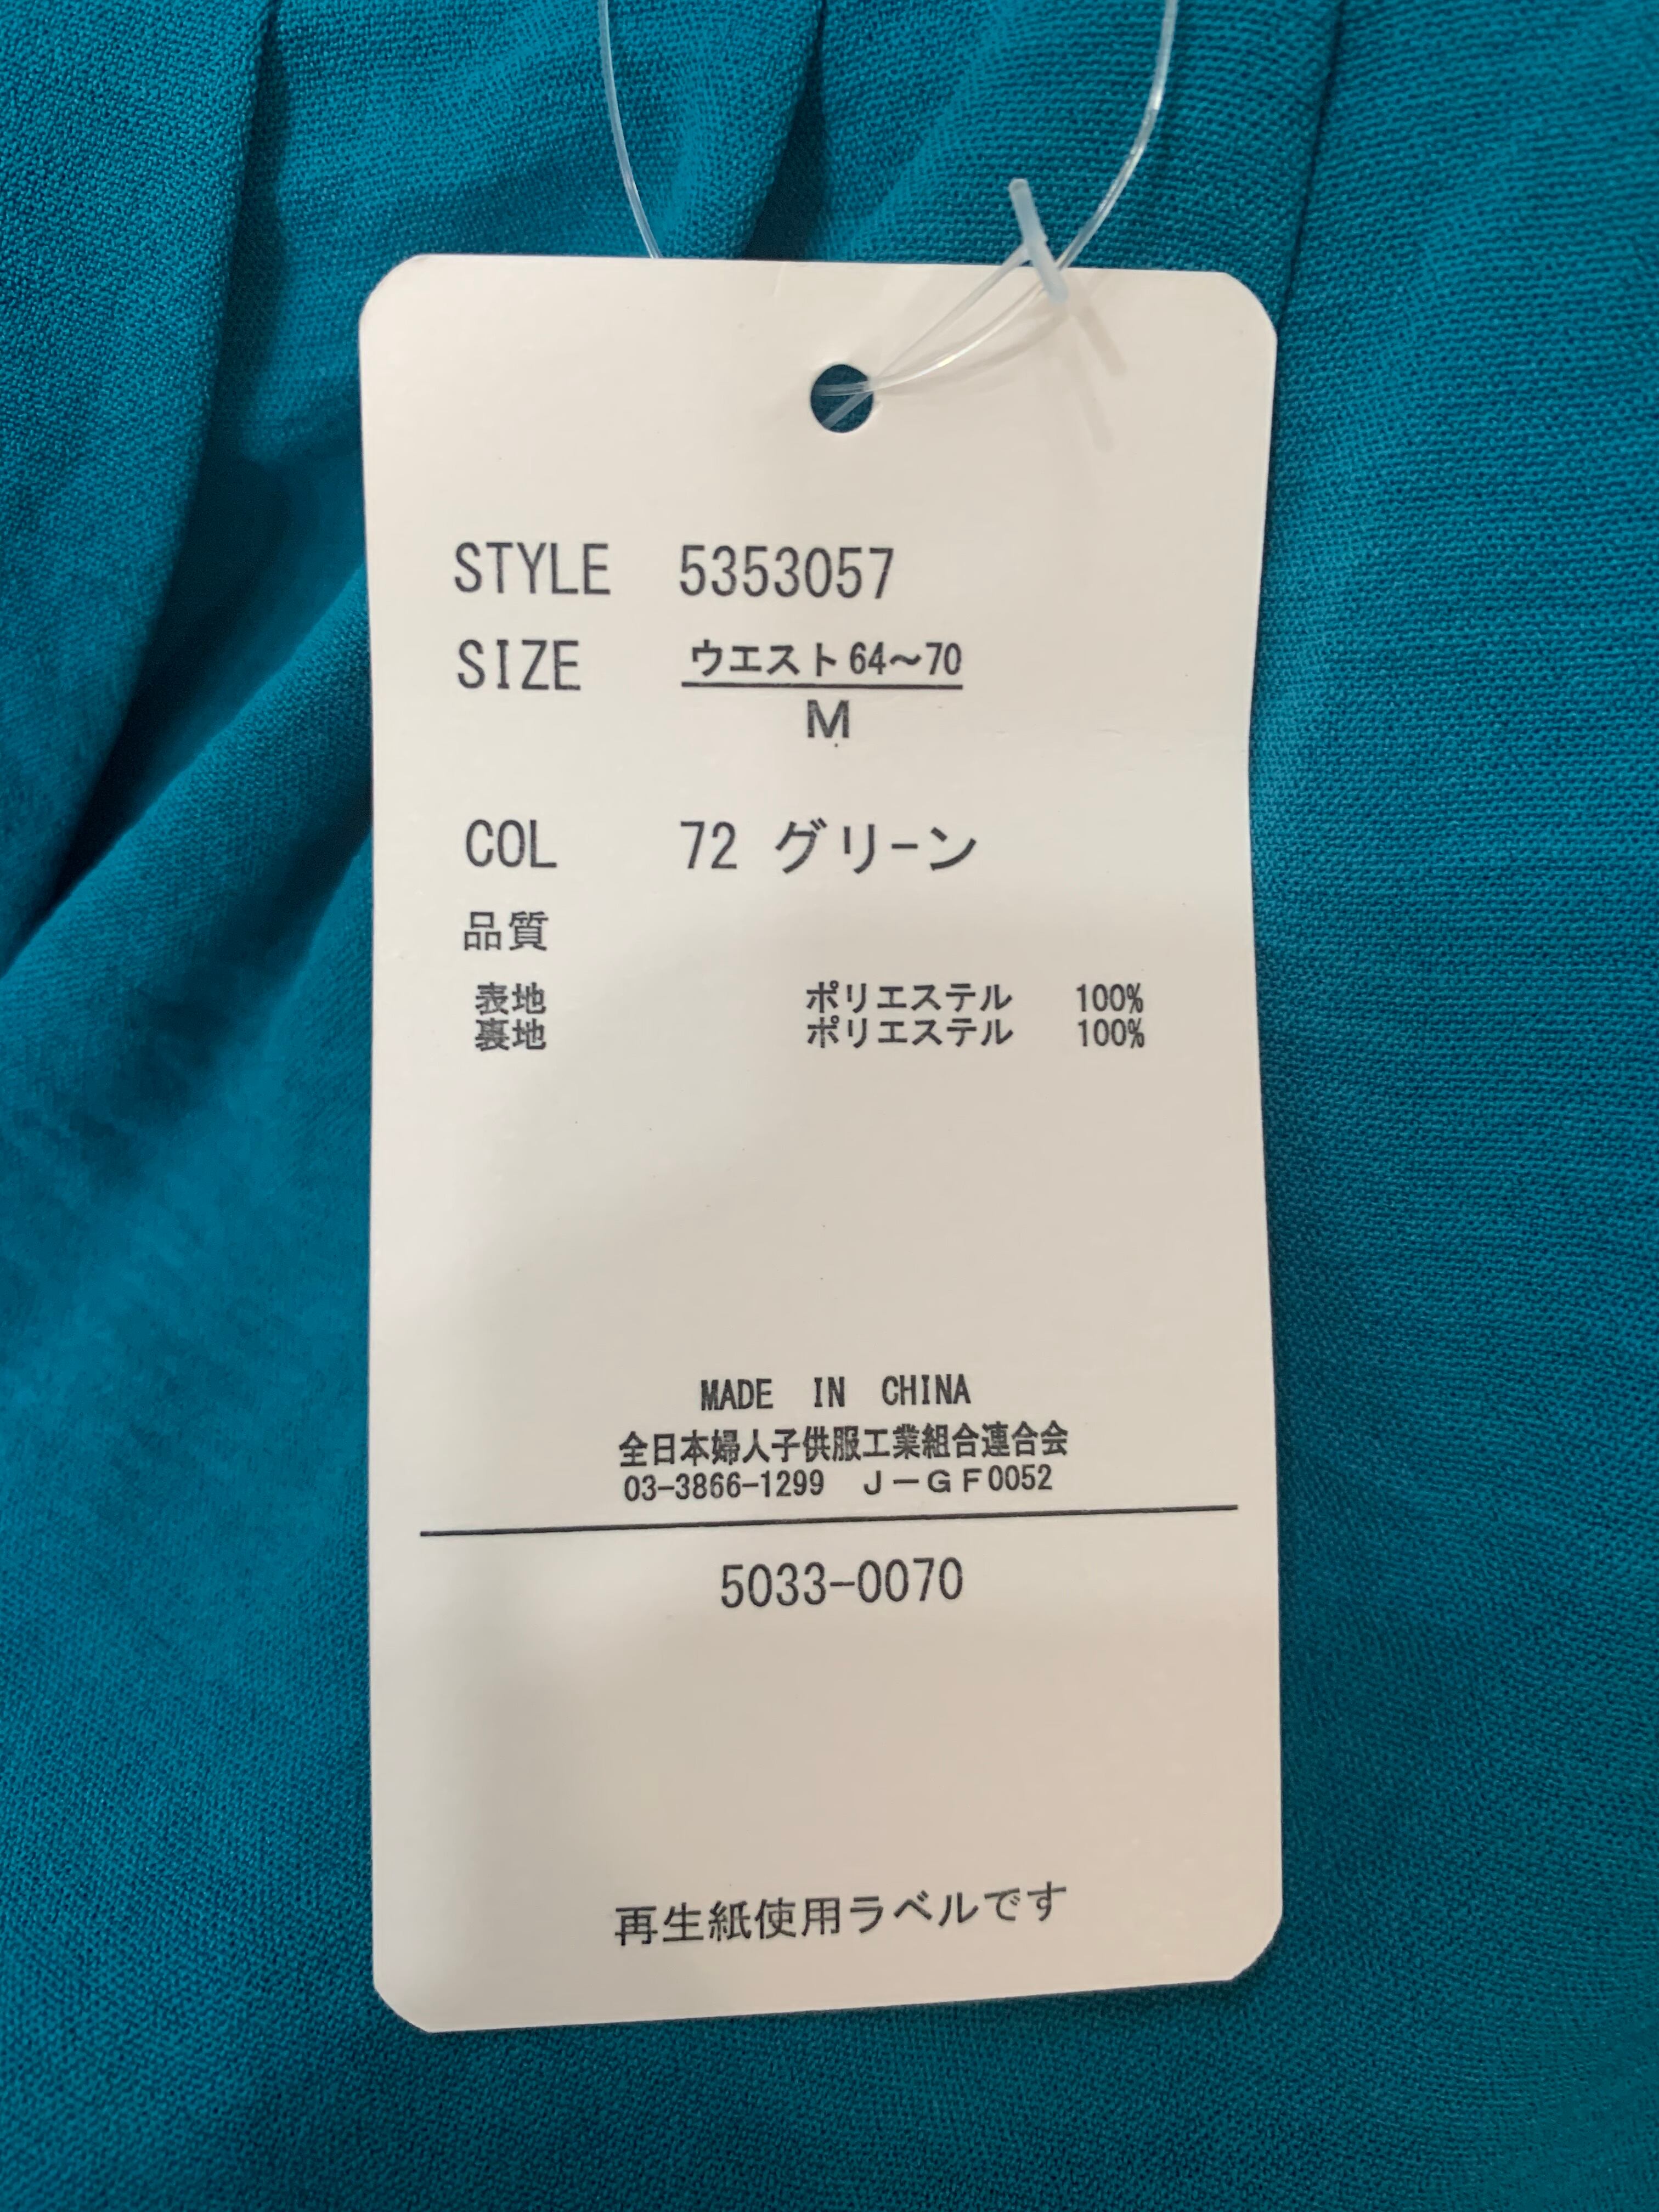 STYLE 5353057
SIZE ウエスト64〜70
M
COL 72 グリーン
品質
表地 ポリエステル 100%
裏地 ポリエステル 100%
MADE IN CHINA
全日本婦人子供服工業組合連合会
03-3866-1299 J－GF0052
5033-0070
再生紙使用ラベルです